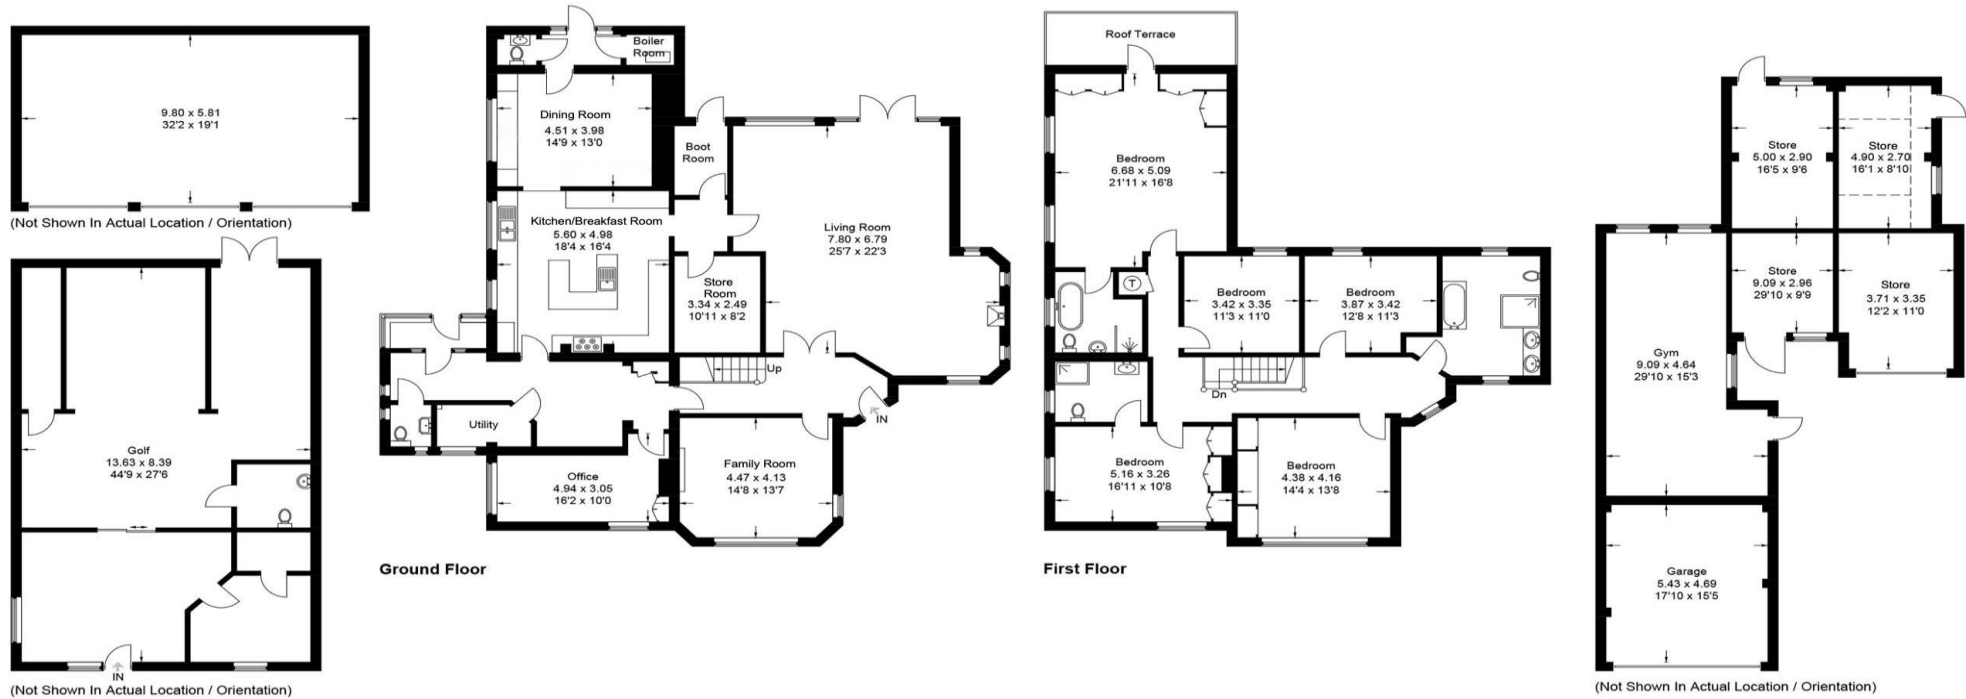 9.80 x 5.81
32'2 x 19'1
(Not Shown In Actual Location / Orientation)
Golf
13.63 x 8.39
44'9 x 27'6
IN
(Not Shown In Actual Location / Orientation)
Boiler
Room
Dining Room
4.51 x 3.98
14'9 x 13'0
Boot
Room
Kitchen/Breakfast Room
5.60 x 4.98
18'4 x 16'4
Living Room
7.80 x 6.79
25'7 x 22'3
Store
Room
3.34 x 2.49
10'11 x 8'2
Up
IN
Utility
Office
4.94 x 3.05
16'2 x 10'0
Family Room
4.47 x 4.13
14'8 x 13'7
Ground Floor
Roof Terrace
Bedroom
6.68 x 5.09
21'11 x 16'8
T
Bedroom
3.42 x 3.35
11'3 x 11'0
Bedroom
3.87 x 3.42
12'8 x 11'3
Dn
Bedroom
5.16 x 3.26
16'11 x 10'8
Bedroom
4.38 x 4.16
14'4 x 13'8
First Floor
Store
5.00 x 2.90
16'5 x 9'6
Store
4.90 x 2.70
16'1 x 8'10
Store
9.09 x 2.96
29'10 x 9'9
Store
3.71 x 3.35
12'2 x 11'0
Gym
9.09 x 4.64
29'10 x 15'3
Garage
5.43 x 4.69
17'10 x 15'5
(Not Shown In Actual Location / Orientation)